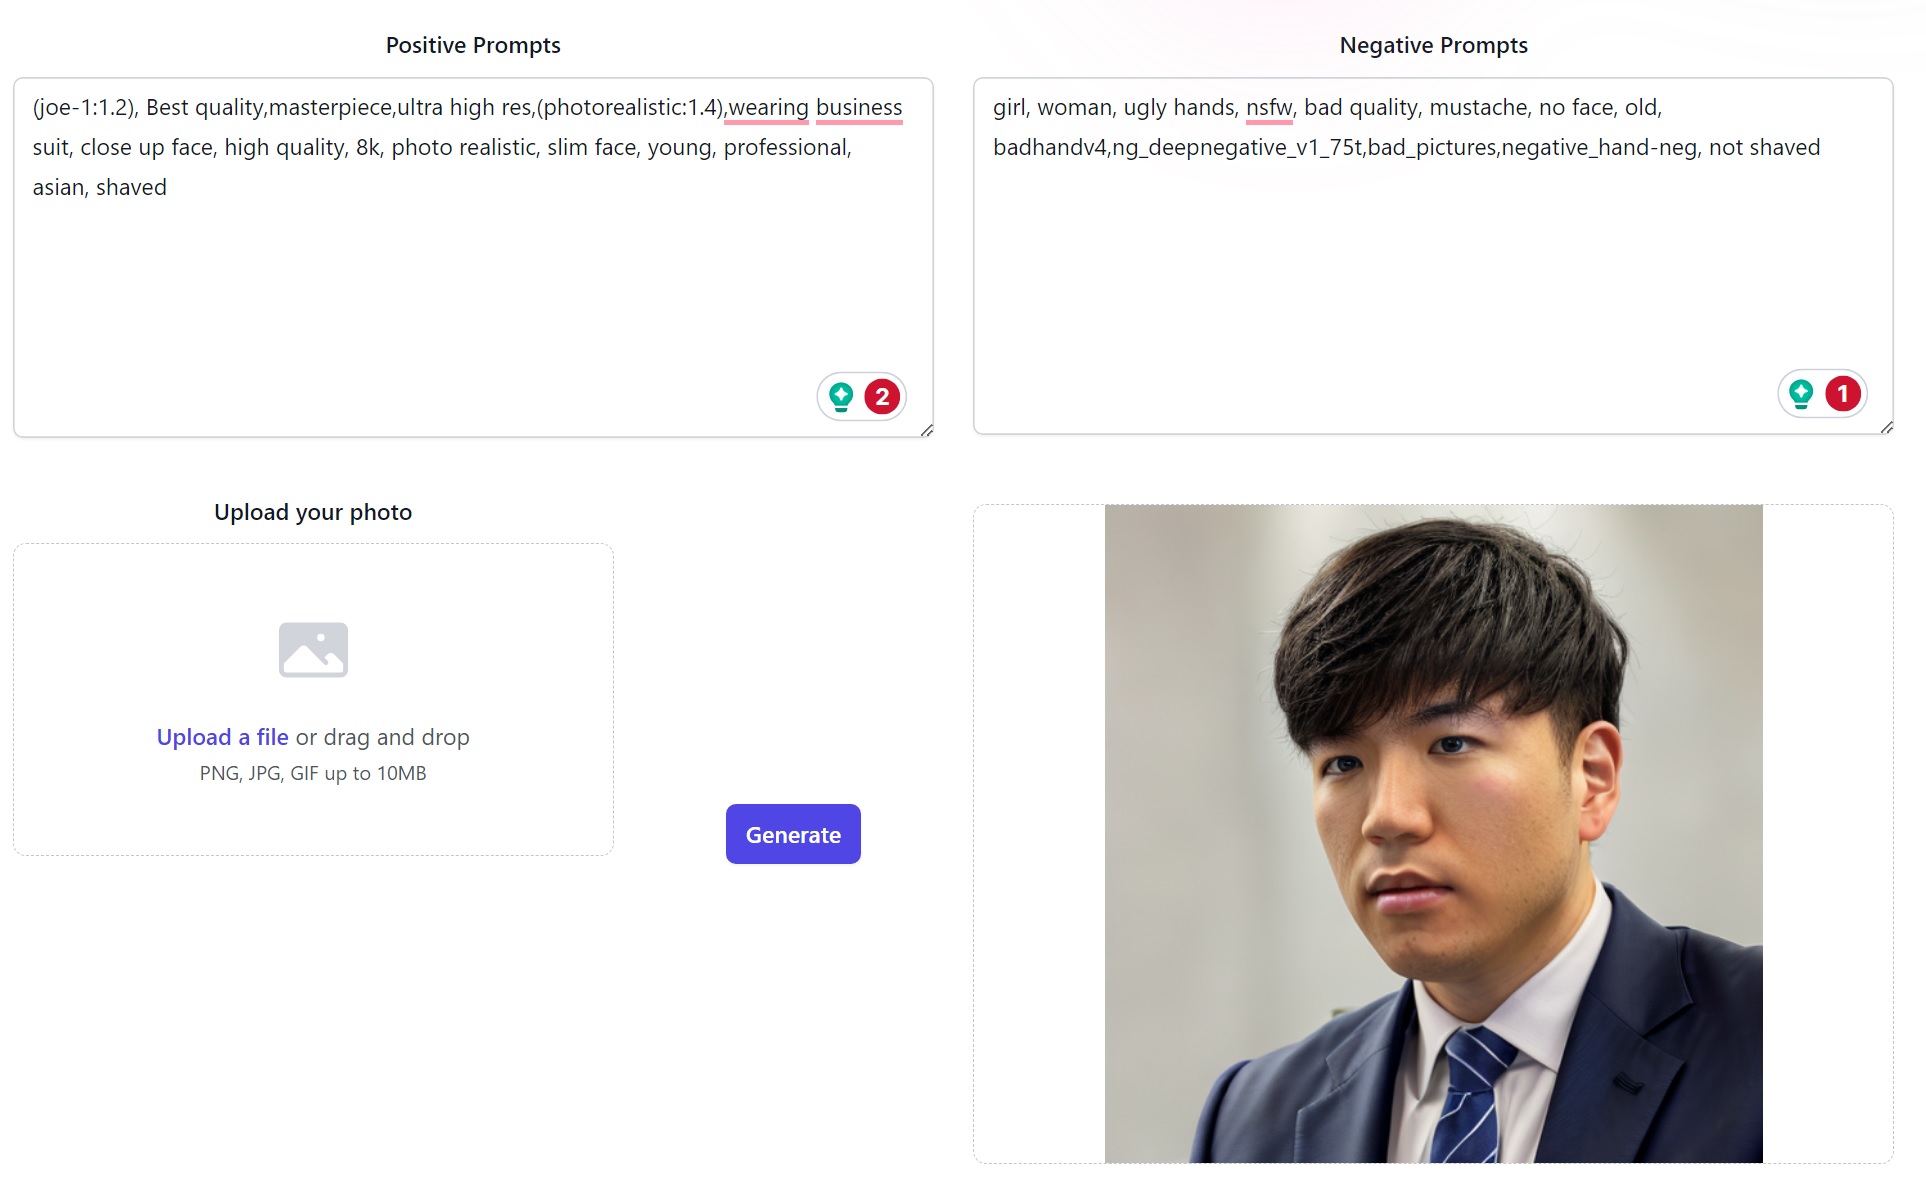 Positive Prompts
(joe-1:1.2), Best quality,masterpiece,ultra high res,(photorealistic:1.4),wearing business
suit, close up face, high quality, 8k, photo realistic, slim face, young, professional,
asian, shaved
2
Negative Prompts
girl, woman, ugly hands, nsfw, bad quality, mustache, no face, old,
badhandv4,ng_deepnegative_v1_75t,bad_pictures,negative_hand-neg, not shaved
1
Upload your photo
Upload a file or drag and drop
PNG, JPG, GIF up to 10MB
Generate